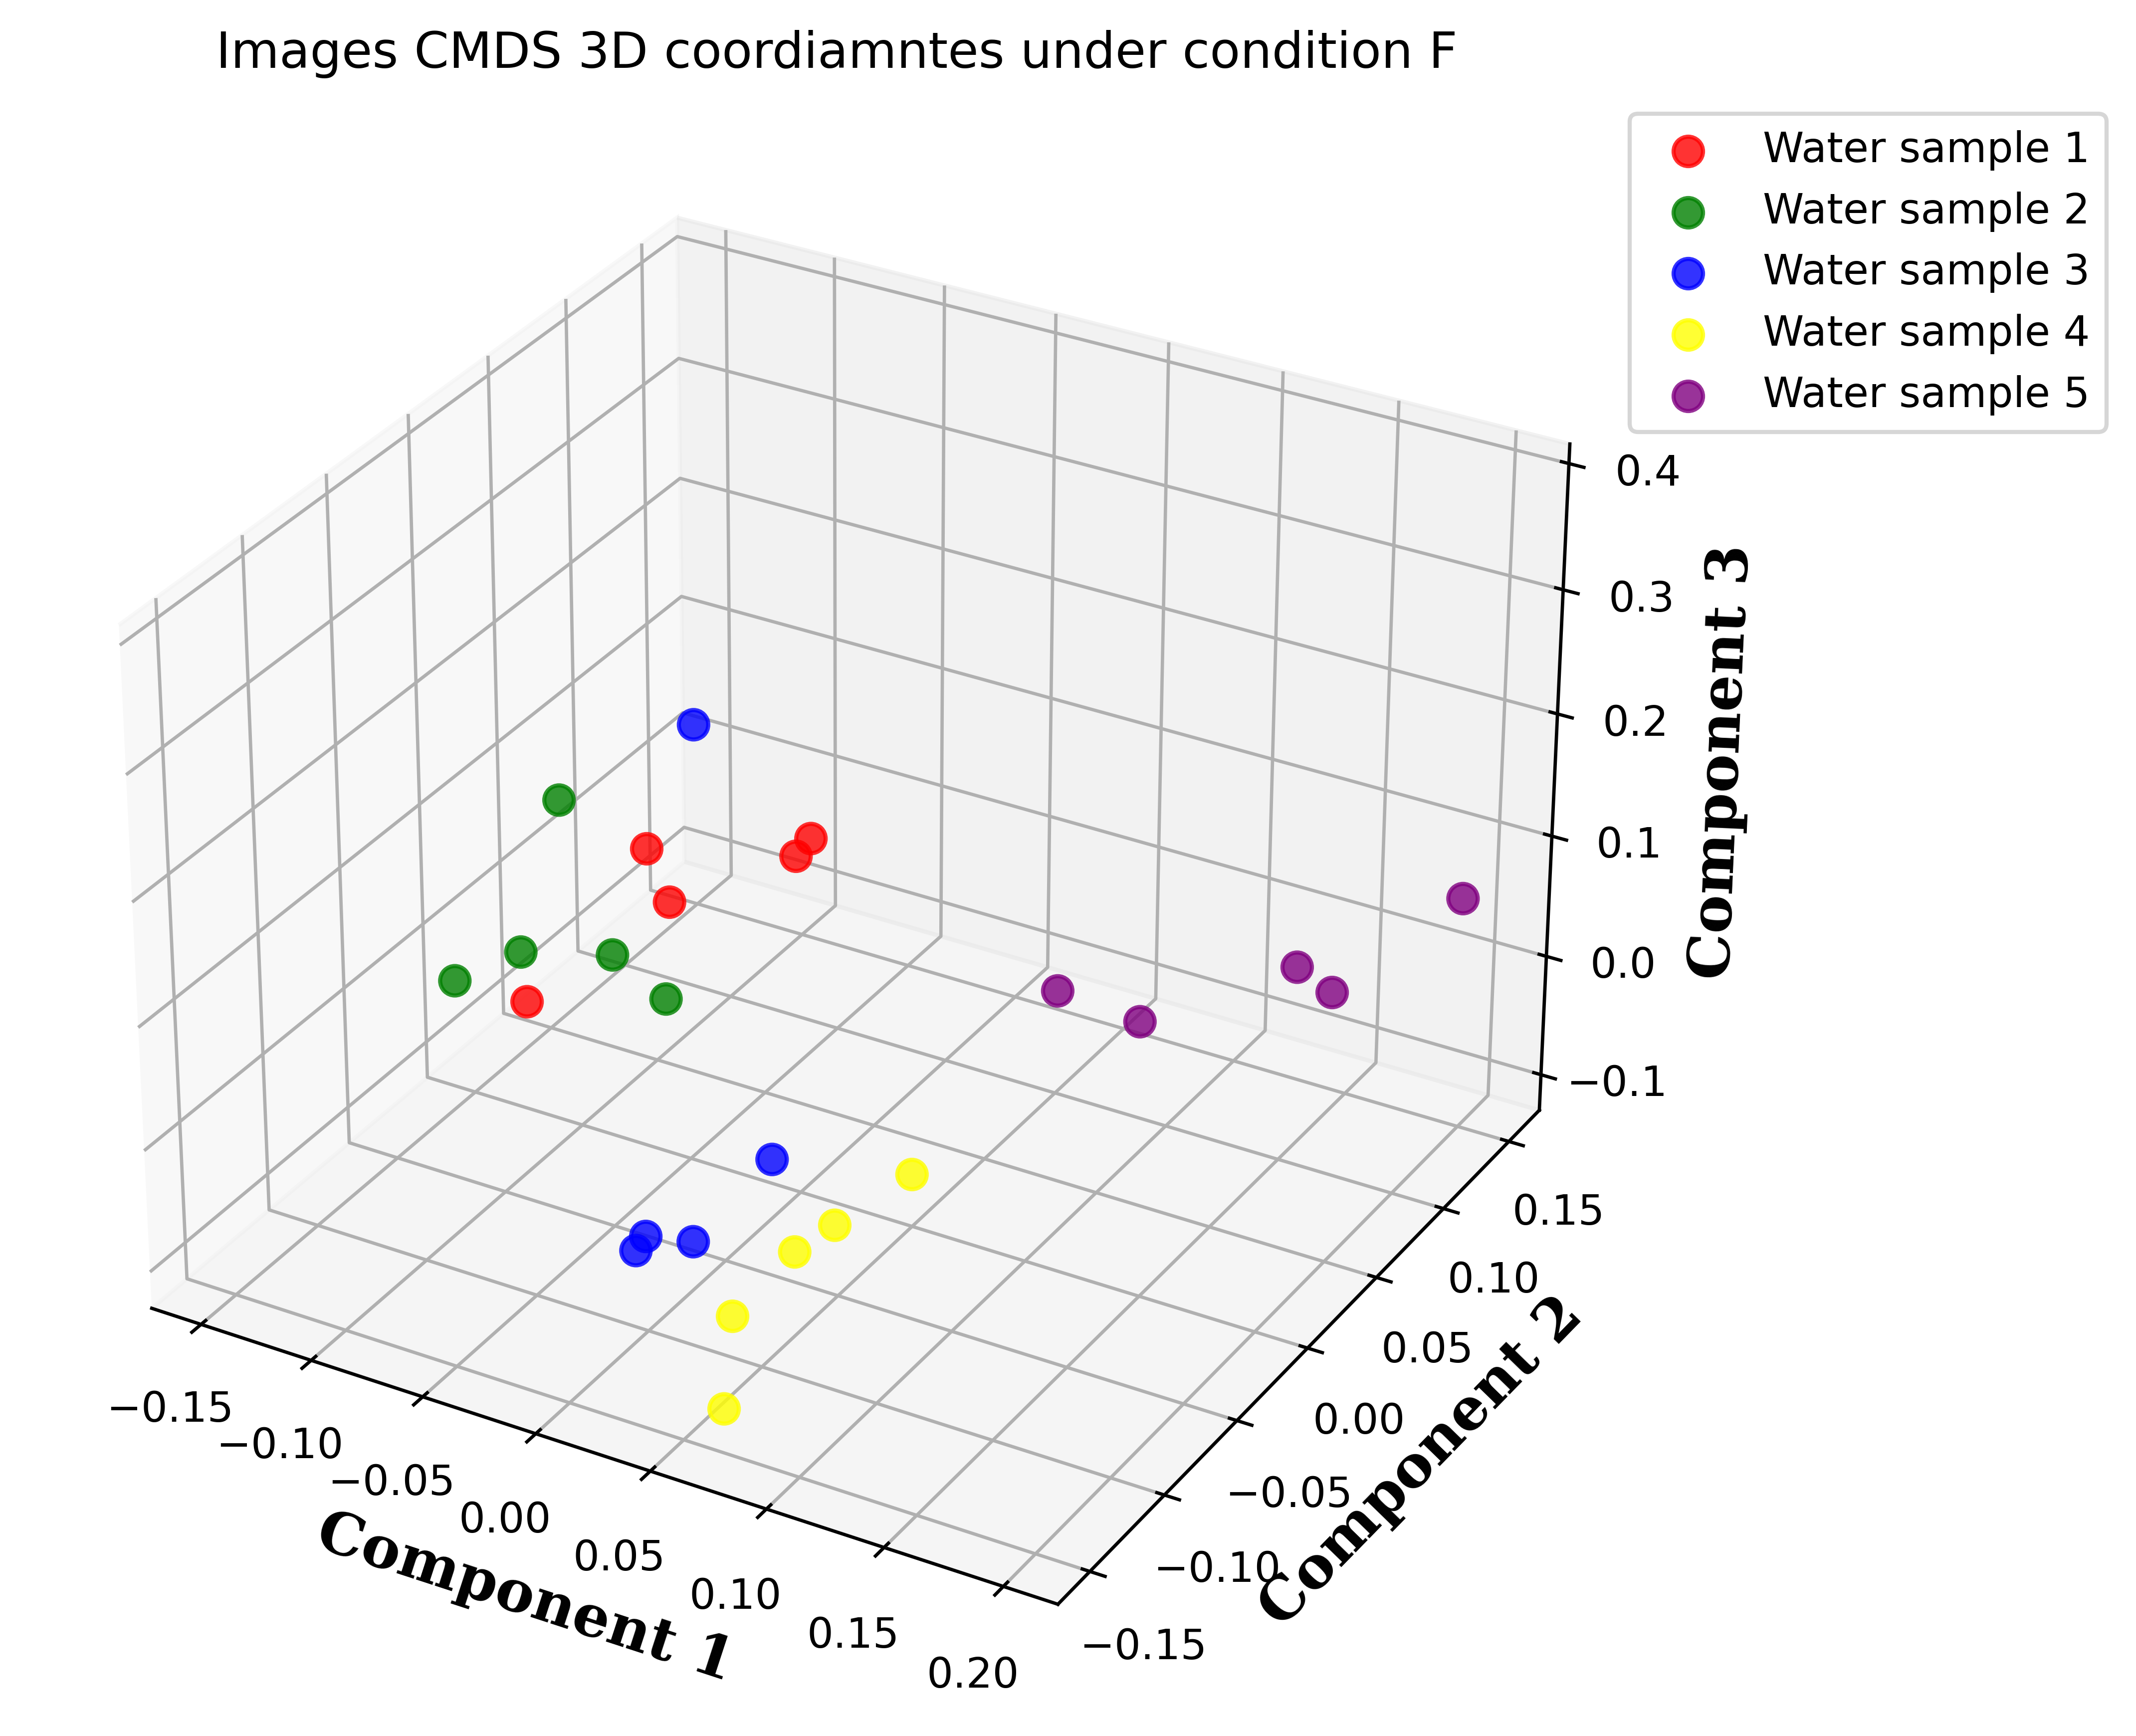 Images CMDS 3D coordiamntes under condition F
Water sample 1
Water sample 2
Water sample 3
Water sample 4
Water sample 5
0.4
0.3
0.2
0.1
0.0
−0.1
Component 3
0.15
0.10
0.05
0.00
−0.05
−0.10
−0.15
Component 2
−0.15
−0.10
−0.05
0.00
0.05
0.10
0.15
0.20
Component 1